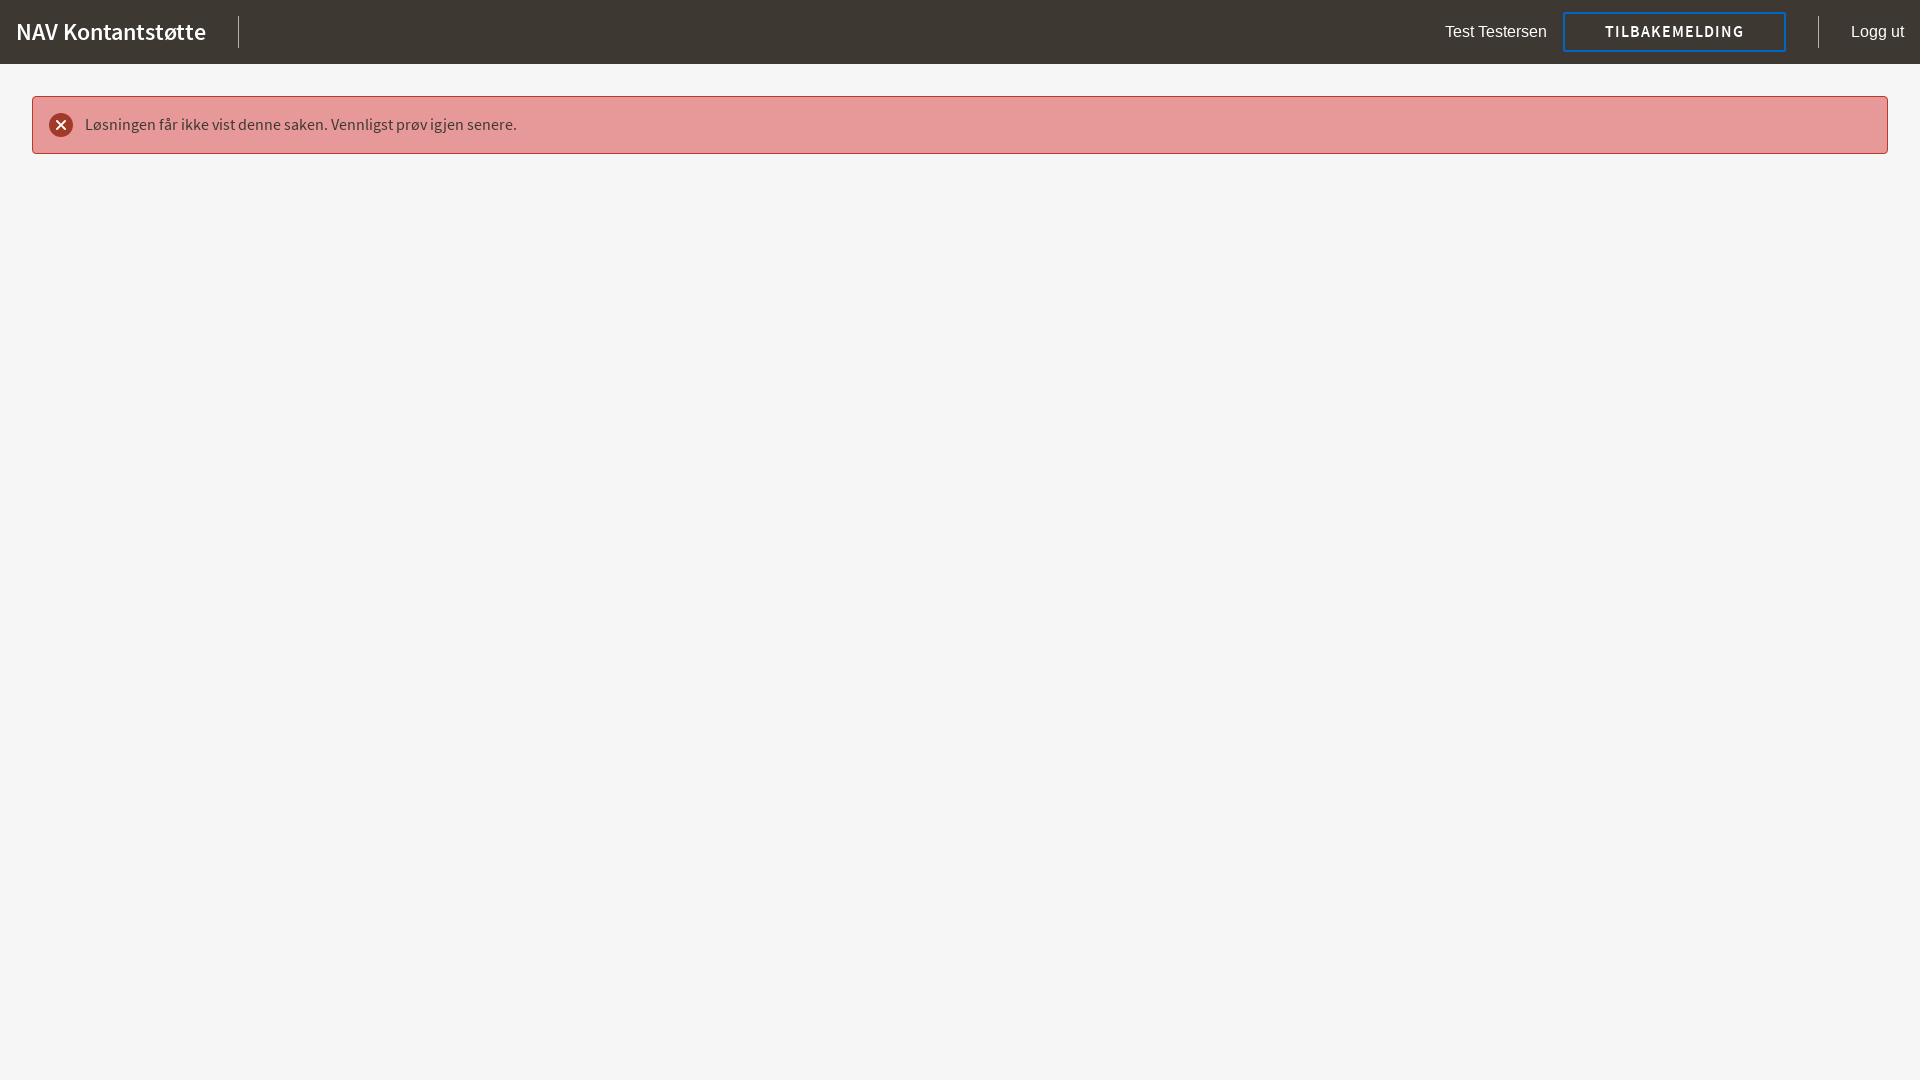 NAV Kontantstøtte
Test Testersen
TILBAKEMELDING
Logg ut
Løsningen får ikke vist denne saken. Vennligst prøv igjen senere.